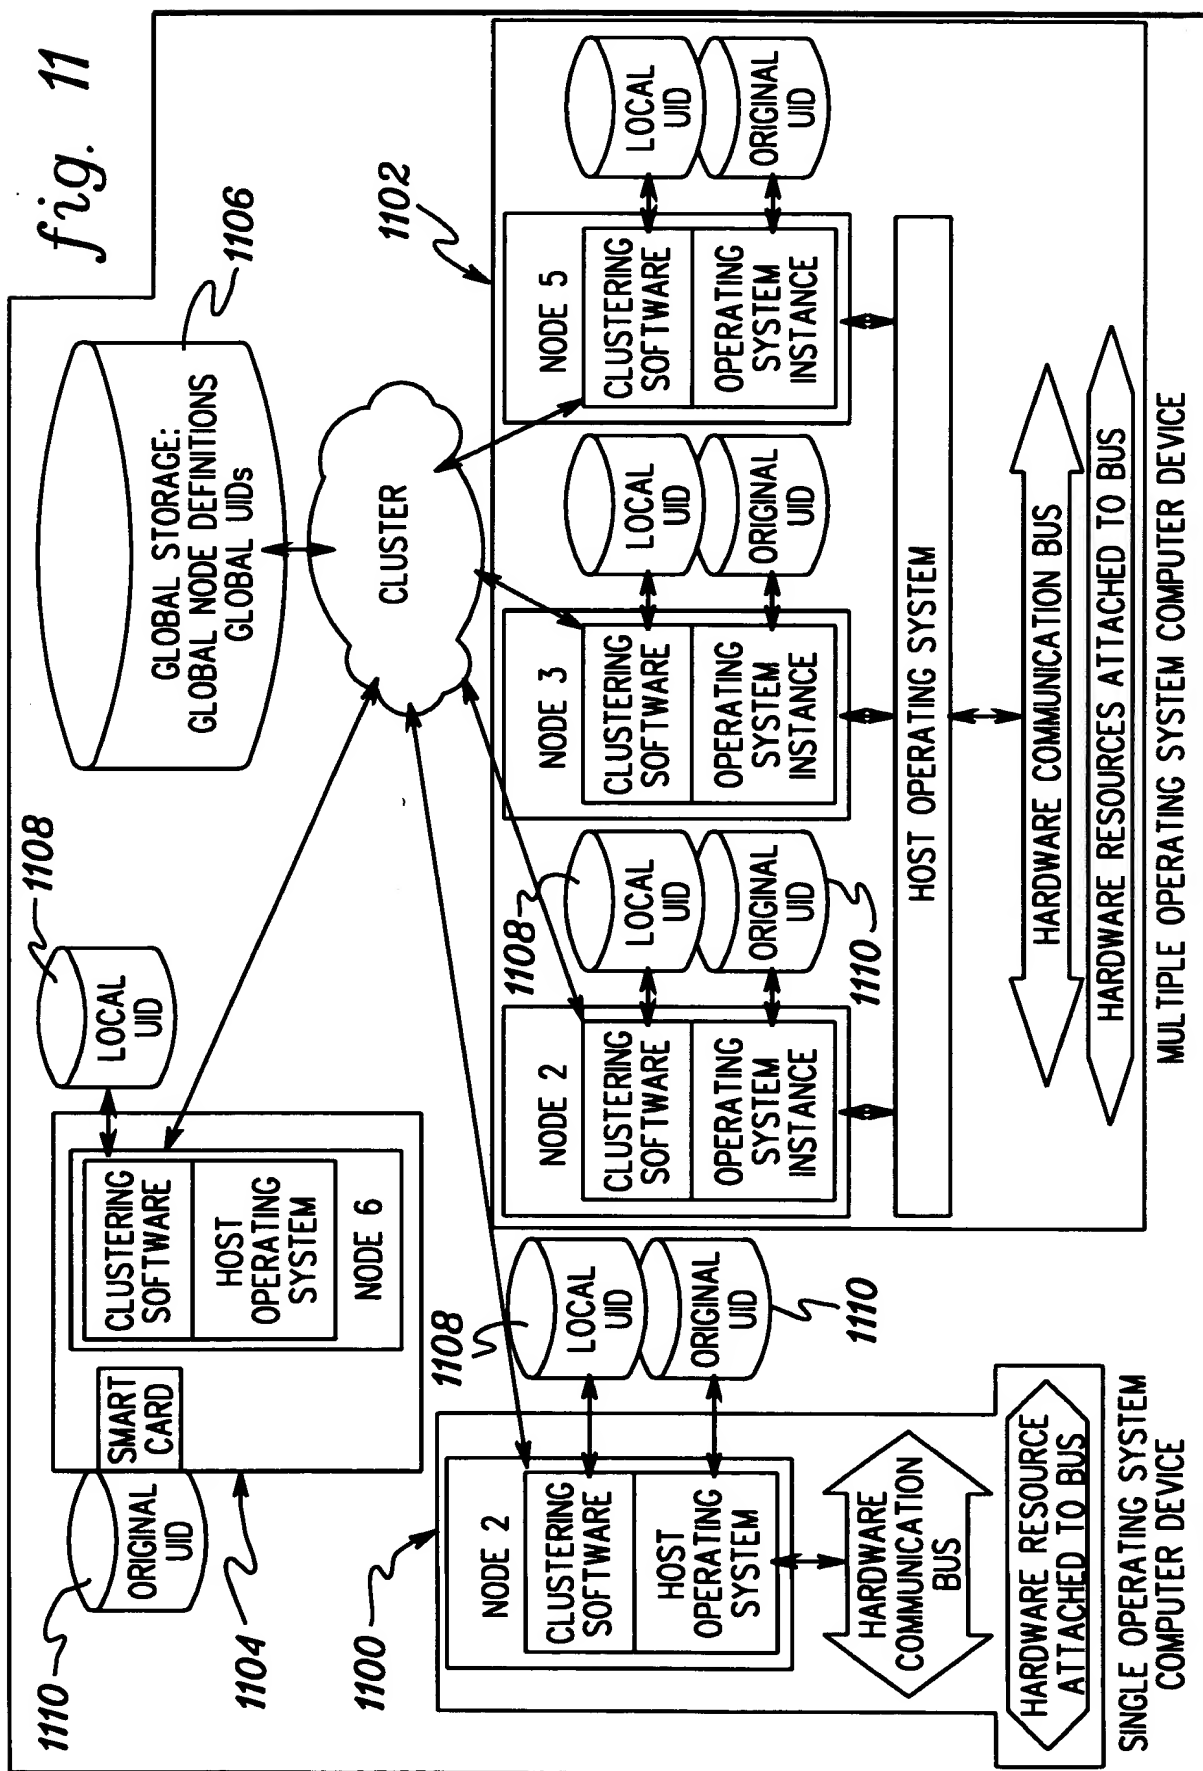 fig. 11
1110
ORIGINAL
UID
SMART
CARD
1104
CLUSTERING
SOFTWARE
HOST
OPERATING
SYSTEM
NODE 6
LOCAL
UID
1108
GLOBAL STORAGE:
GLOBAL NODE DEFINITIONS
GLOBAL UIDs
1106
CLUSTER
1100
NODE 2
CLUSTERING
SOFTWARE
HOST
OPERATING
SYSTEM
1108
LOCAL
UID
ORIGINAL
UID
1110
HARDWARE
COMMUNICATION
BUS
HARDWARE RESOURCE
ATTACHED TO BUS
SINGLE OPERATING SYSTEM
COMPUTER DEVICE
1102
NODE 2
CLUSTERING
SOFTWARE
OPERATING
SYSTEM
INSTANCE
1108
LOCAL
UID
ORIGINAL
UID
1110
NODE 3
CLUSTERING
SOFTWARE
OPERATING
SYSTEM
INSTANCE
LOCAL
UID
ORIGINAL
UID
NODE 5
CLUSTERING
SOFTWARE
OPERATING
SYSTEM
INSTANCE
LOCAL
UID
ORIGINAL
UID
HOST OPERATING SYSTEM
HARDWARE COMMUNICATION BUS
HARDWARE RESOURCES ATTACHED TO BUS
MULTIPLE OPERATING SYSTEM COMPUTER DEVICE